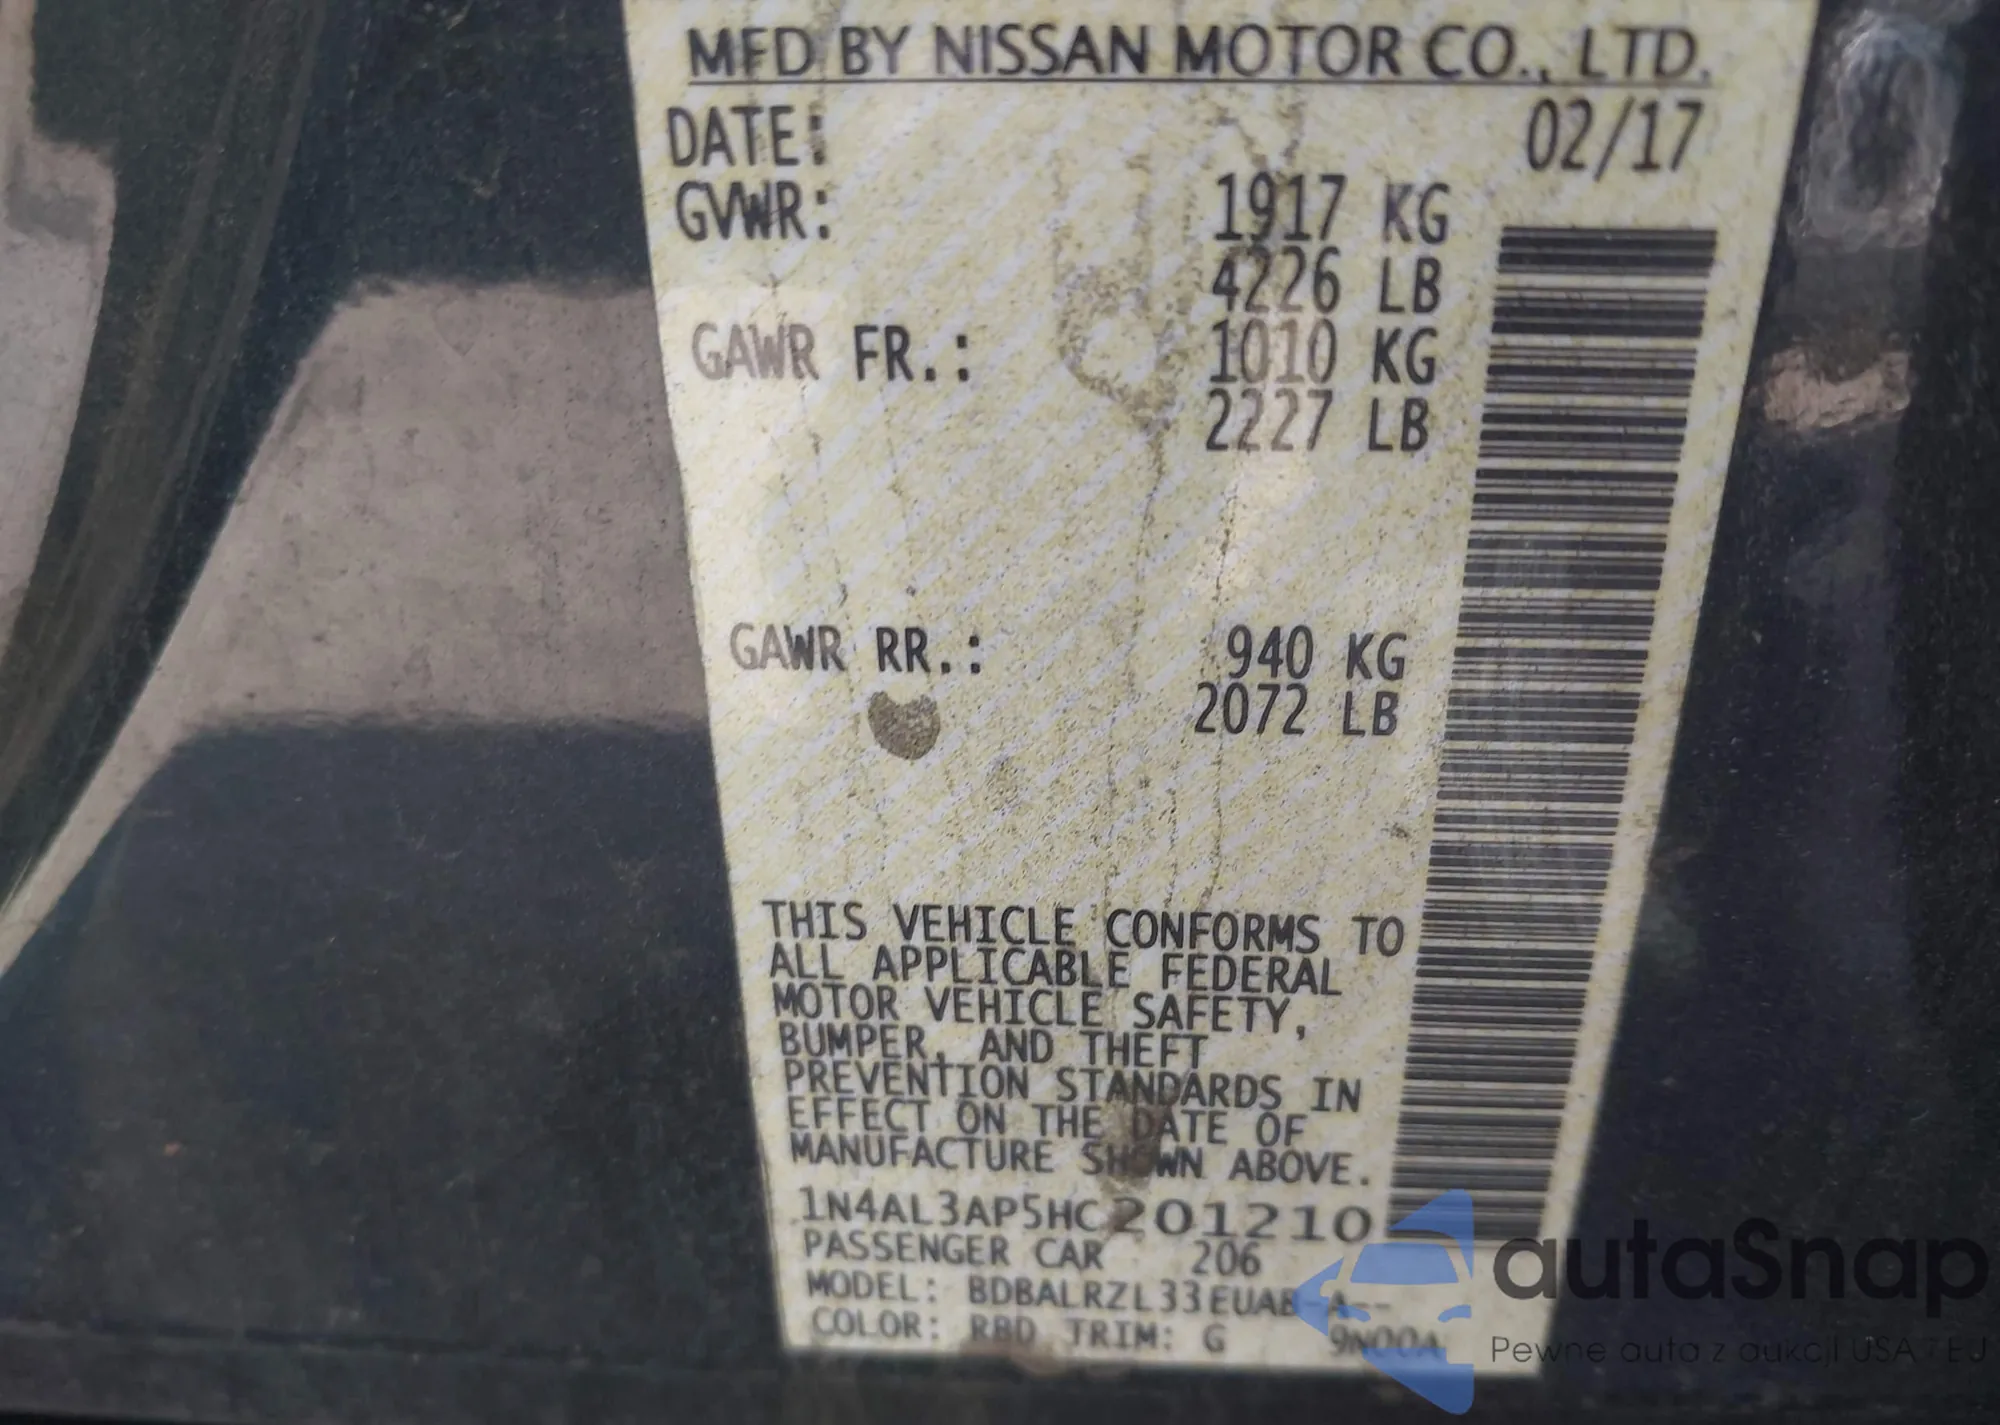 MFD BY NISSAN MOTOR CO., LTD.
DATE: 02/17
GVWR: 1917 KG
4226 LB
GAWR FR.: 1010 KG
2227 LB
GAWR RR.: 940 KG
2072 LB
THIS VEHICLE CONFORMS TO
ALL APPLICABLE FEDERAL
MOTOR VEHICLE SAFETY,
BUMPER, AND THEFT
PREVENTION STANDARDS IN
EFFECT ON THE DATE OF
MANUFACTURE SHOWN ABOVE.
1N4AL3AP5HC201210
PASSENGER CAR 206
MODEL: BDBALRZL33EUAB-A--
COLOR: RBD TRIM: G 9N00A
autaSnap
Pewne auta z aukcji USA i EU